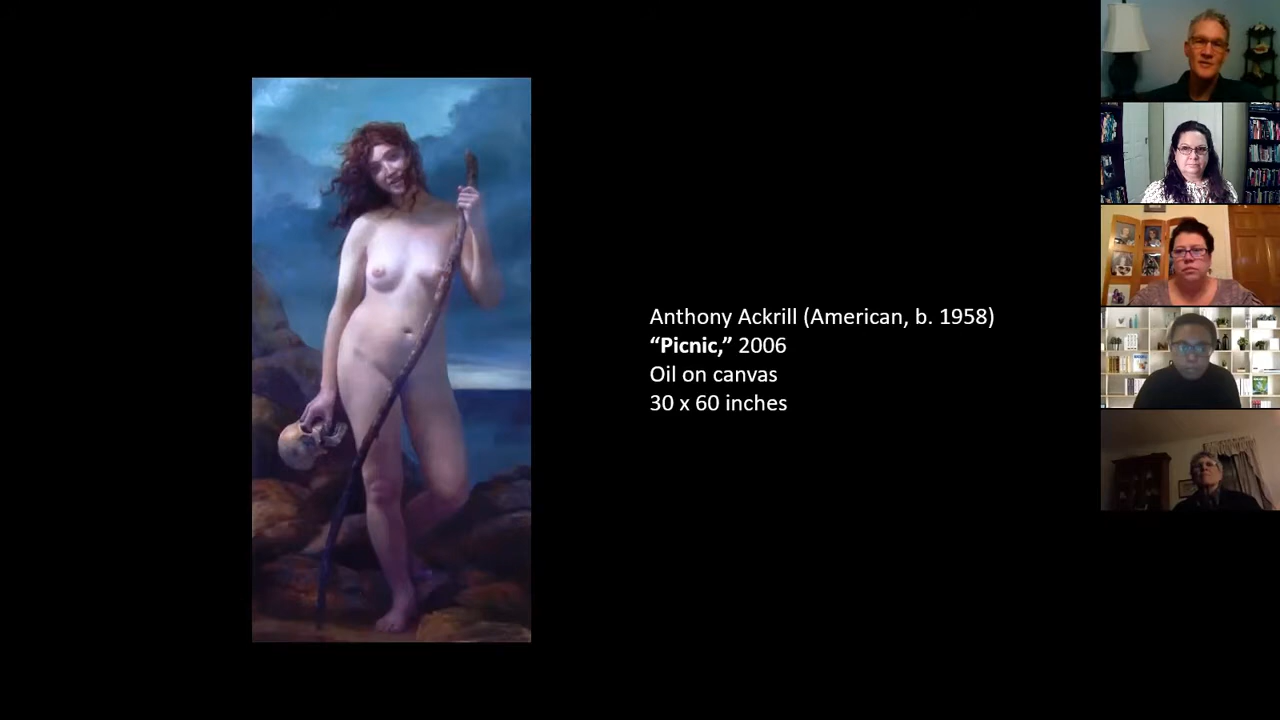 Anthony Ackrill (American, b. 1958)
“Picnic,” 2006
Oil on canvas
30 x 60 inches